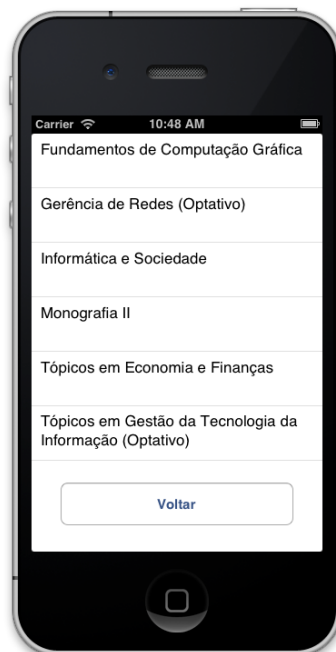 Carrier 10:48 AM
Fundamentos de Computação Gráfica
Gerência de Redes (Optativo)
Informática e Sociedade
Monografia II
Tópicos em Economia e Finanças
Tópicos em Gestão da Tecnologia da
Informação (Optativo)
Voltar